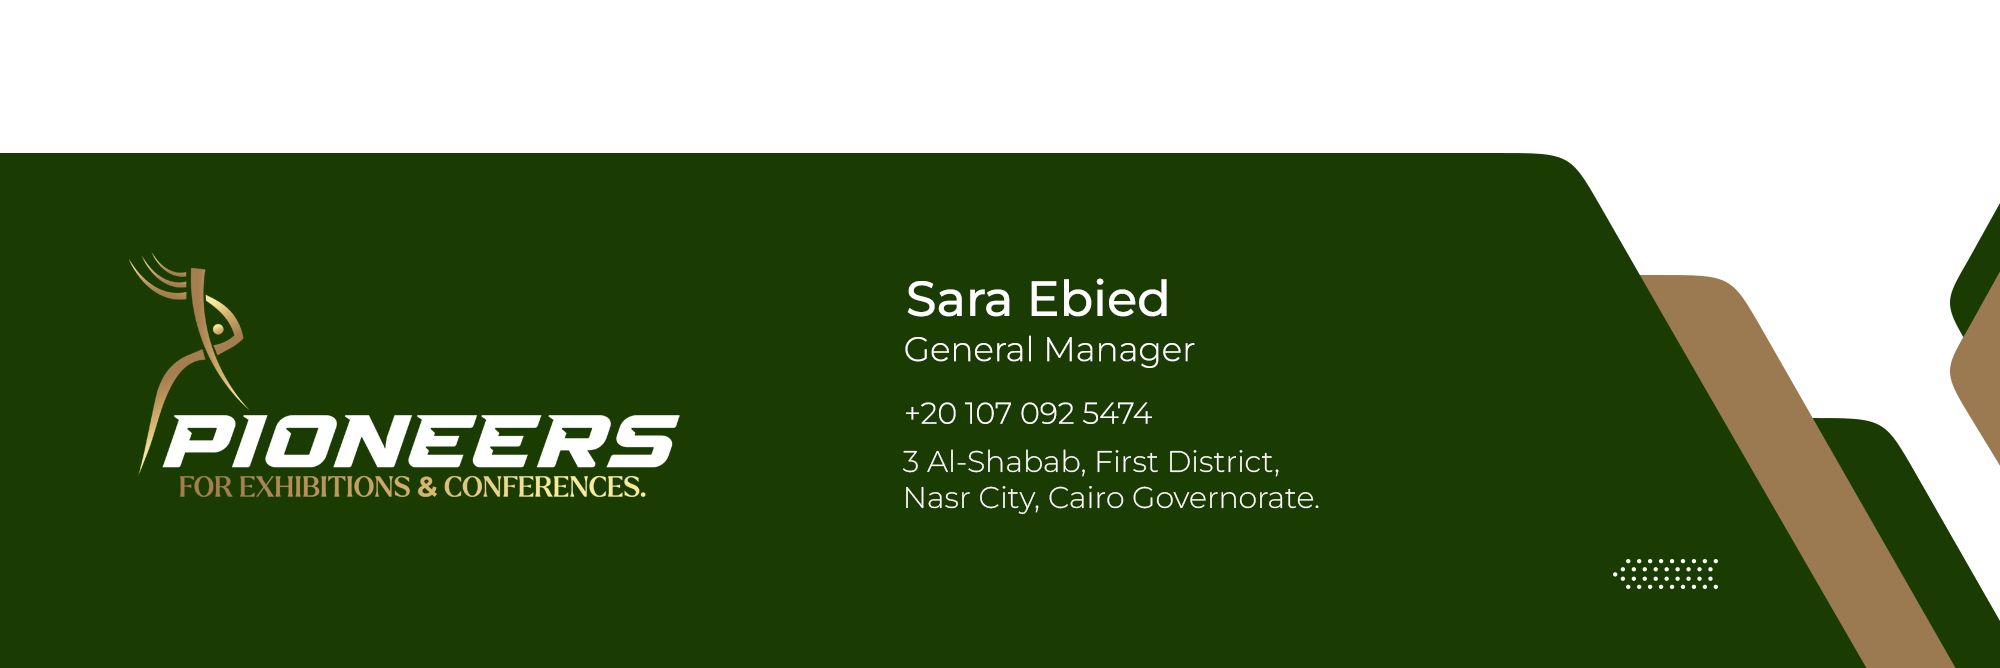 PIONEERS
FOR EXHIBITIONS & CONFERENCES.
Sara Ebied
General Manager
+20 107 092 5474
3 Al-Shabab, First District,
Nasr City, Cairo Governorate.